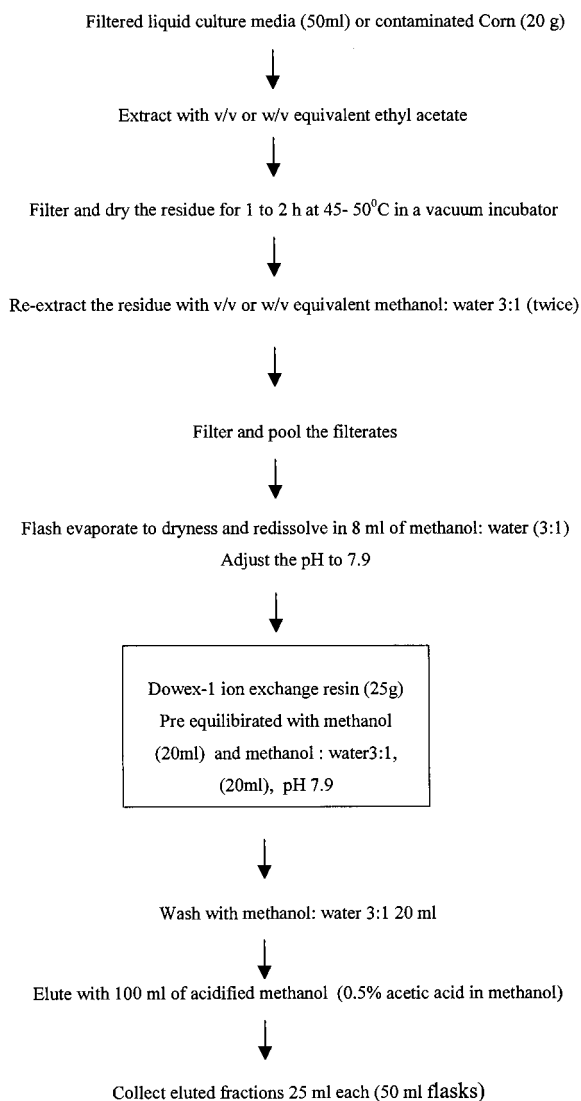 Filtered liquid culture media (50ml) or contaminated Corn (20 g)
Extract with v/v or w/v equivalent ethyl acetate
Filter and dry the residue for 1 to 2 h at 45- 50⁰C in a vacuum incubator
Re-extract the residue with v/v or w/v equivalent methanol: water 3:1 (twice)
Filter and pool the filterates
Flash evaporate to dryness and redissolve in 8 ml of methanol: water (3:1)
Adjust the pH to 7.9
Dowex-1 ion exchange resin (25g)
Pre equilibirated with methanol
(20ml) and methanol : water3:1,
(20ml), pH 7.9
Wash with methanol: water 3:1 20 ml
Elute with 100 ml of acidified methanol (0.5% acetic acid in methanol)
Collect eluted fractions 25 ml each (50 ml flasks)